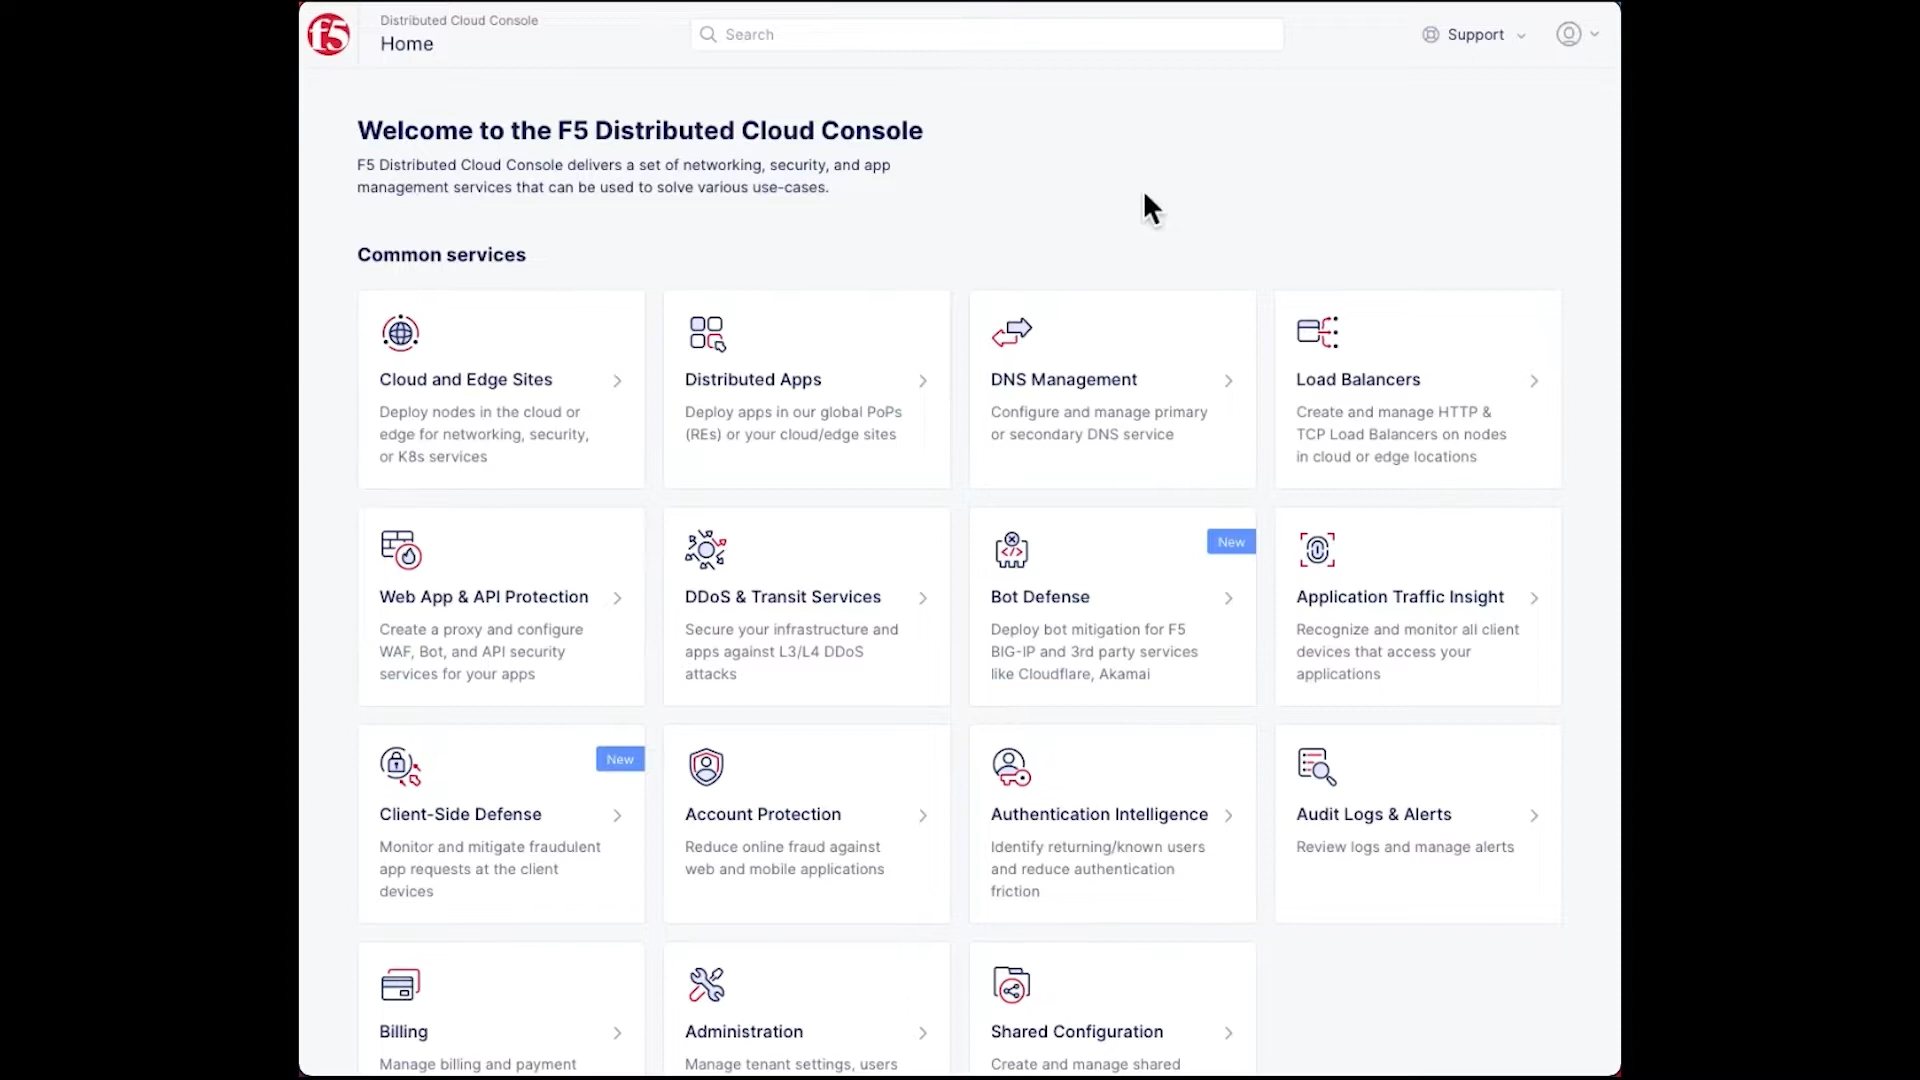 f5
Distributed Cloud Console
Home
Search
Support
Welcome to the F5 Distributed Cloud Console
F5 Distributed Cloud Console delivers a set of networking, security, and app
management services that can be used to solve various use-cases.
Common services
Cloud and Edge Sites
Deploy nodes in the cloud or
edge for networking, security,
or K8s services
Distributed Apps
Deploy apps in our global PoPs
(REs) or your cloud/edge sites
DNS Management
Configure and manage primary
or secondary DNS service
Load Balancers
Create and manage HTTP &
TCP Load Balancers on nodes
in cloud or edge locations
Web App & API Protection
Create a proxy and configure
WAF, Bot, and API security
services for your apps
DDoS & Transit Services
Secure your infrastructure and
apps against L3/L4 DDoS
attacks
New
Bot Defense
Deploy bot mitigation for F5
BIG-IP and 3rd party services
like Cloudflare, Akamai
Application Traffic Insight
Recognize and monitor all client
devices that access your
applications
New
Client-Side Defense
Monitor and mitigate fraudulent
app requests at the client
devices
Account Protection
Reduce online fraud against
web and mobile applications
Authentication Intelligence
Identify returning/known users
and reduce authentication
friction
Audit Logs & Alerts
Review logs and manage alerts
Billing
Manage billing and payment
Administration
Manage tenant settings, users
Shared Configuration
Create and manage shared